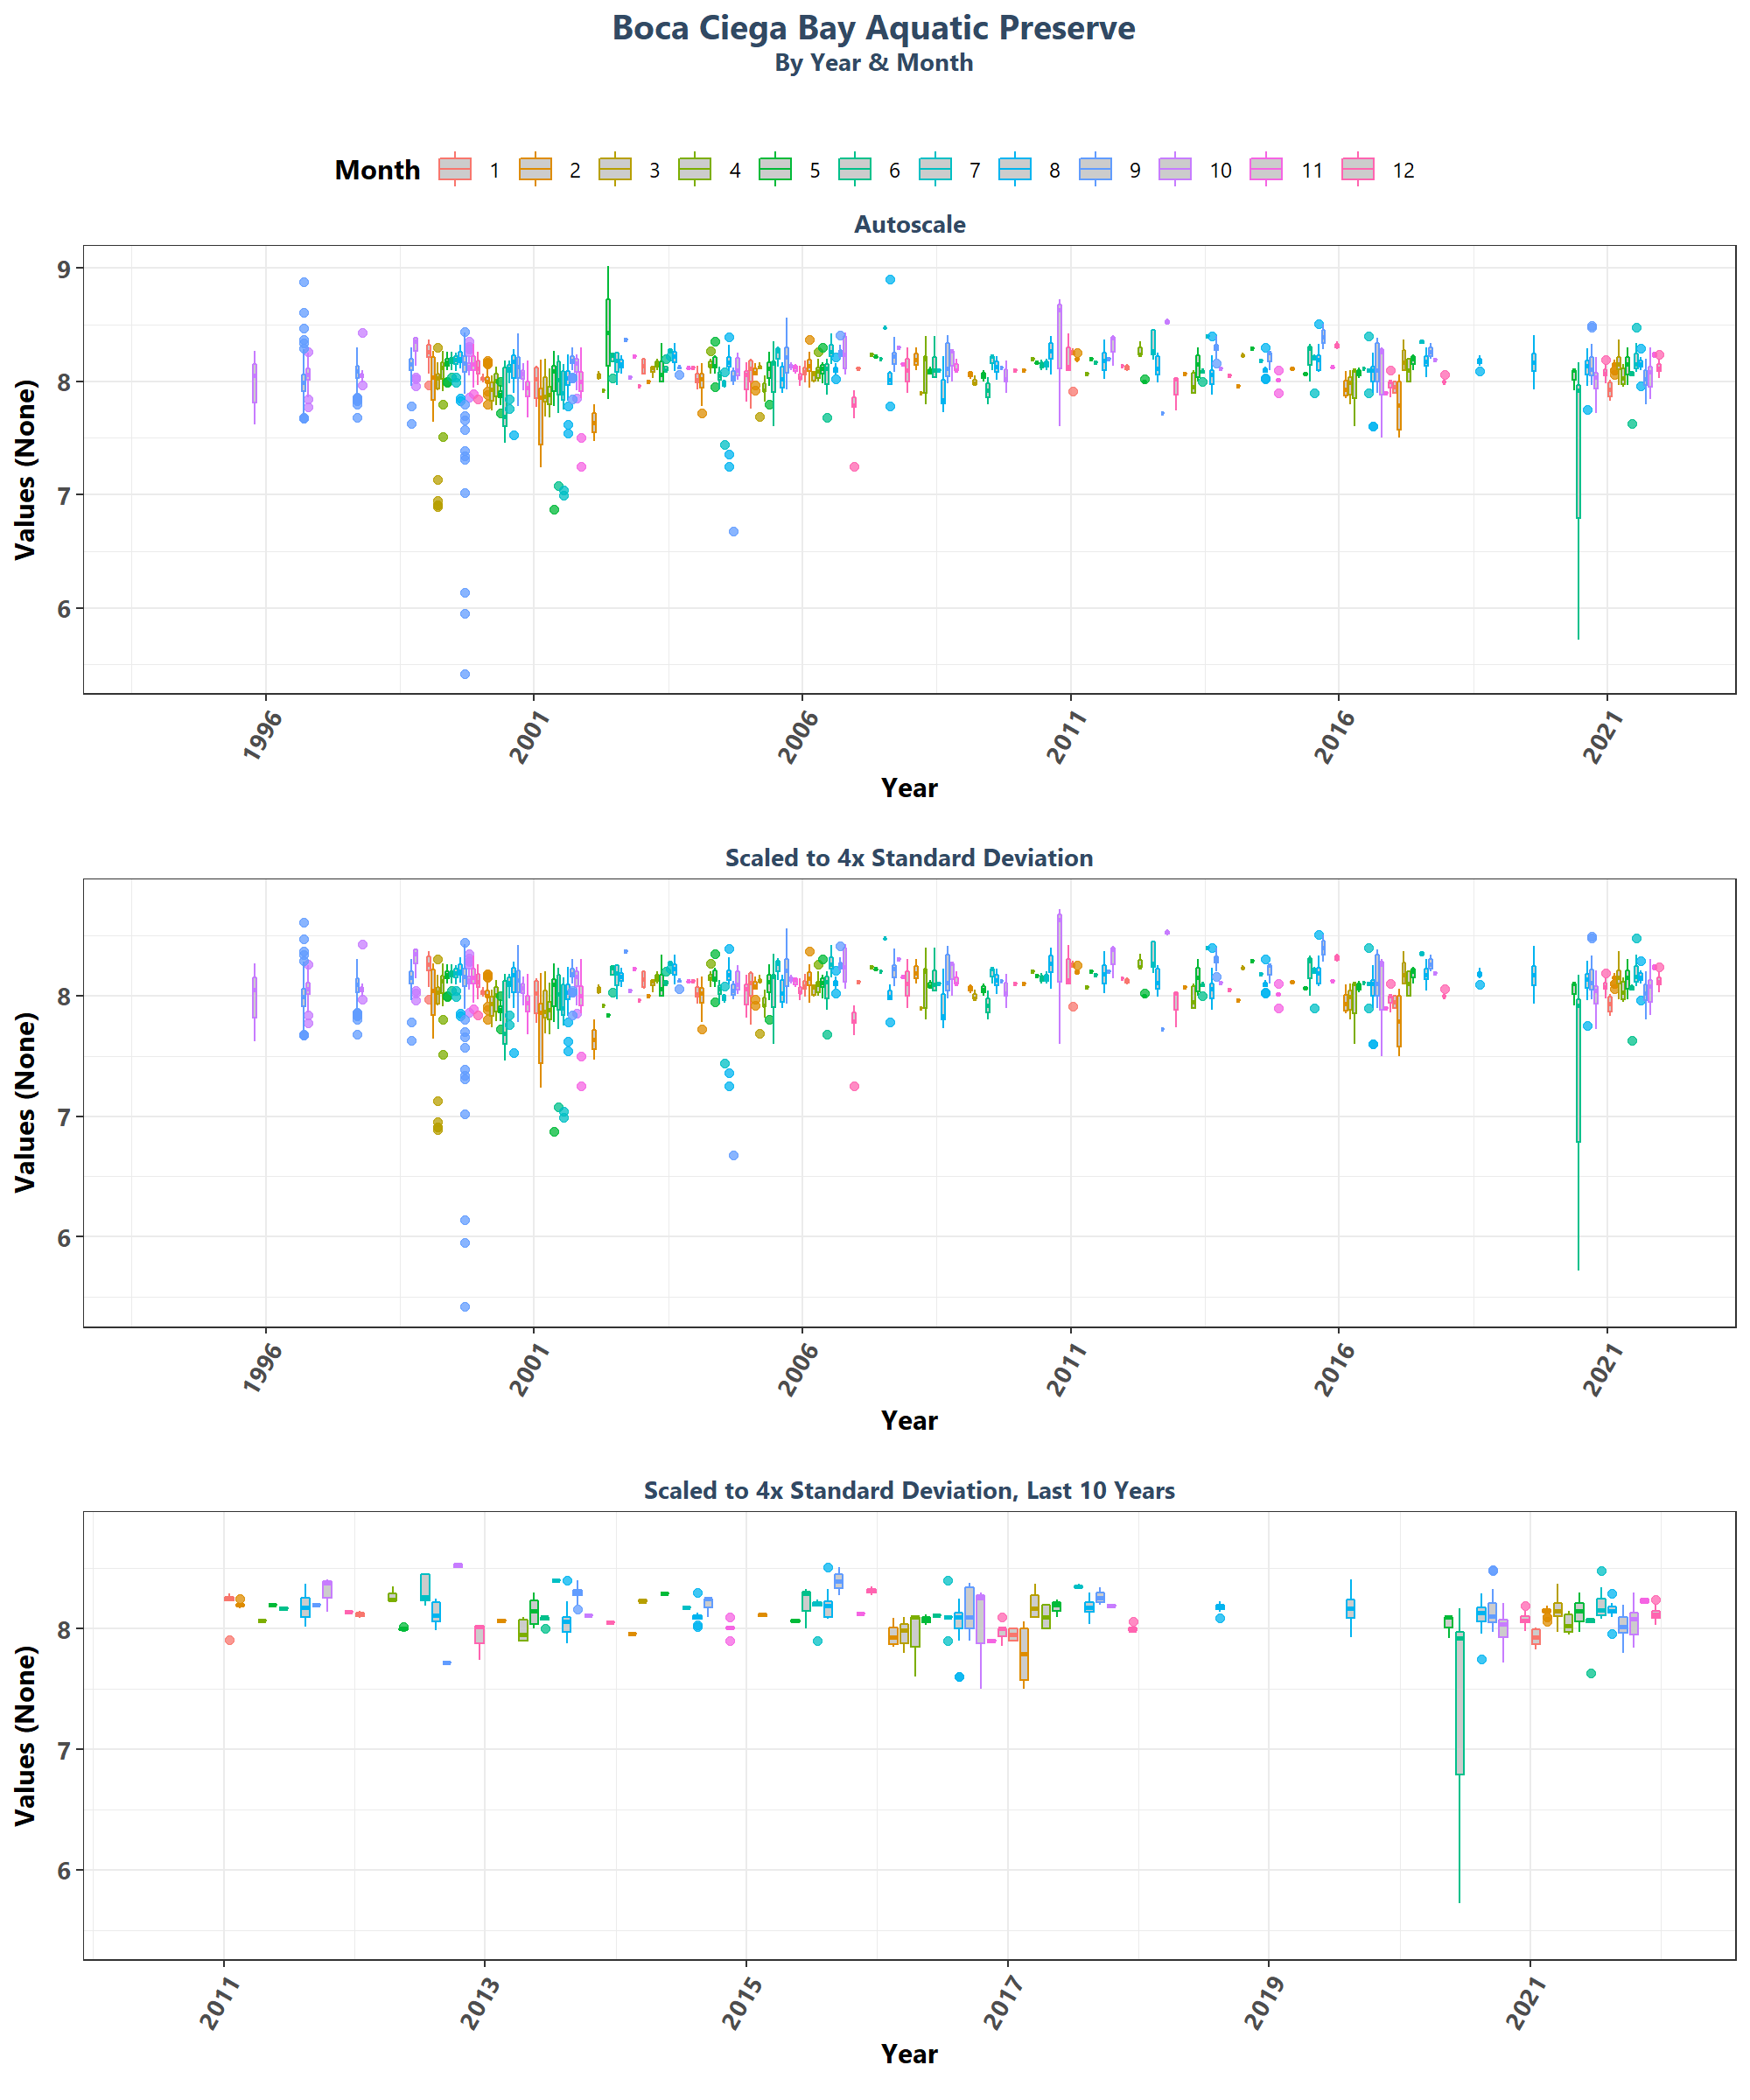 Boca Ciega Bay Aquatic Preserve
By Year & Month
Month 1 2 3 4 5 6 7 8 9 10 11 12
Autoscale
Values (None)
9
8
7
6
1996 2001 2006 2011 2016 2021
Year
Scaled to 4x Standard Deviation
Values (None)
8
7
6
1996 2001 2006 2011 2016 2021
Year
Scaled to 4x Standard Deviation, Last 10 Years
Values (None)
8
7
6
2011 2013 2015 2017 2019 2021
Year